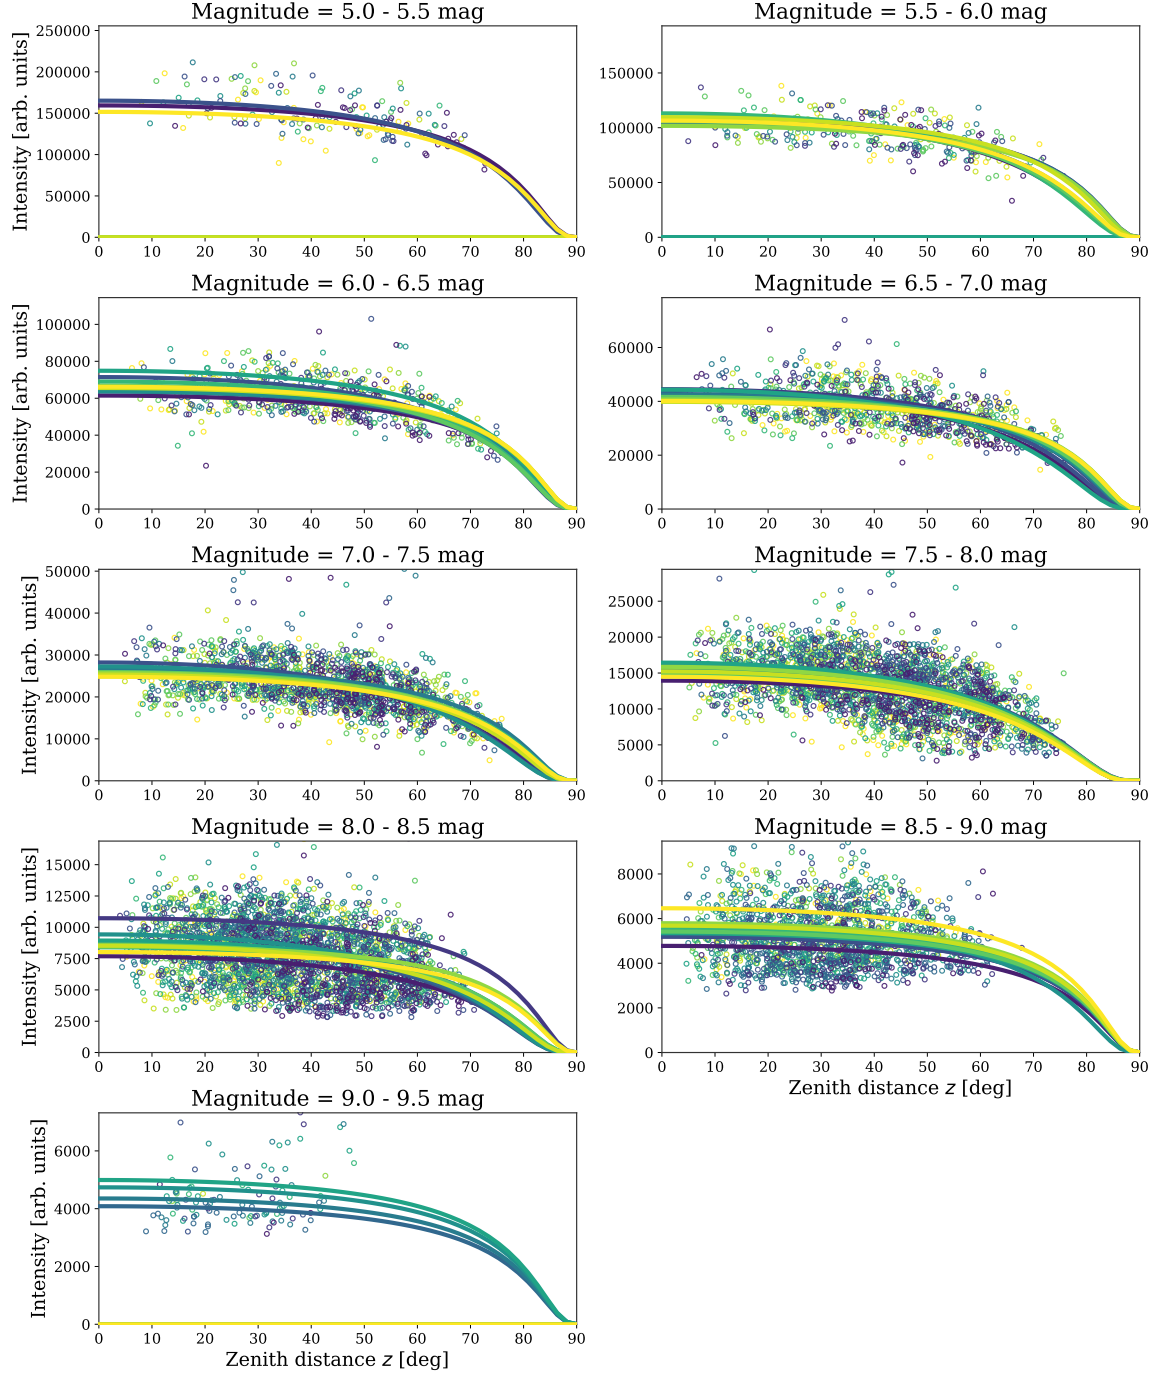 Magnitude = 5.0 - 5.5 mag
Intensity [arb. units]
250000
200000
150000
100000
50000
0
0 10 20 30 40 50 60 70 80 90
Magnitude = 5.5 - 6.0 mag
150000
100000
50000
0
0 10 20 30 40 50 60 70 80 90
Magnitude = 6.0 - 6.5 mag
Intensity [arb. units]
100000
80000
60000
40000
20000
0
0 10 20 30 40 50 60 70 80 90
Magnitude = 6.5 - 7.0 mag
60000
40000
20000
0
0 10 20 30 40 50 60 70 80 90
Magnitude = 7.0 - 7.5 mag
Intensity [arb. units]
50000
40000
30000
20000
10000
0
0 10 20 30 40 50 60 70 80 90
Magnitude = 7.5 - 8.0 mag
25000
20000
15000
10000
5000
0
0 10 20 30 40 50 60 70 80 90
Magnitude = 8.0 - 8.5 mag
Intensity [arb. units]
15000
12500
10000
7500
5000
2500
0
0 10 20 30 40 50 60 70 80 90
Magnitude = 8.5 - 9.0 mag
8000
6000
4000
2000
0
0 10 20 30 40 50 60 70 80 90
Zenith distance z [deg]
Magnitude = 9.0 - 9.5 mag
Intensity [arb. units]
6000
4000
2000
0
0 10 20 30 40 50 60 70 80 90
Zenith distance z [deg]